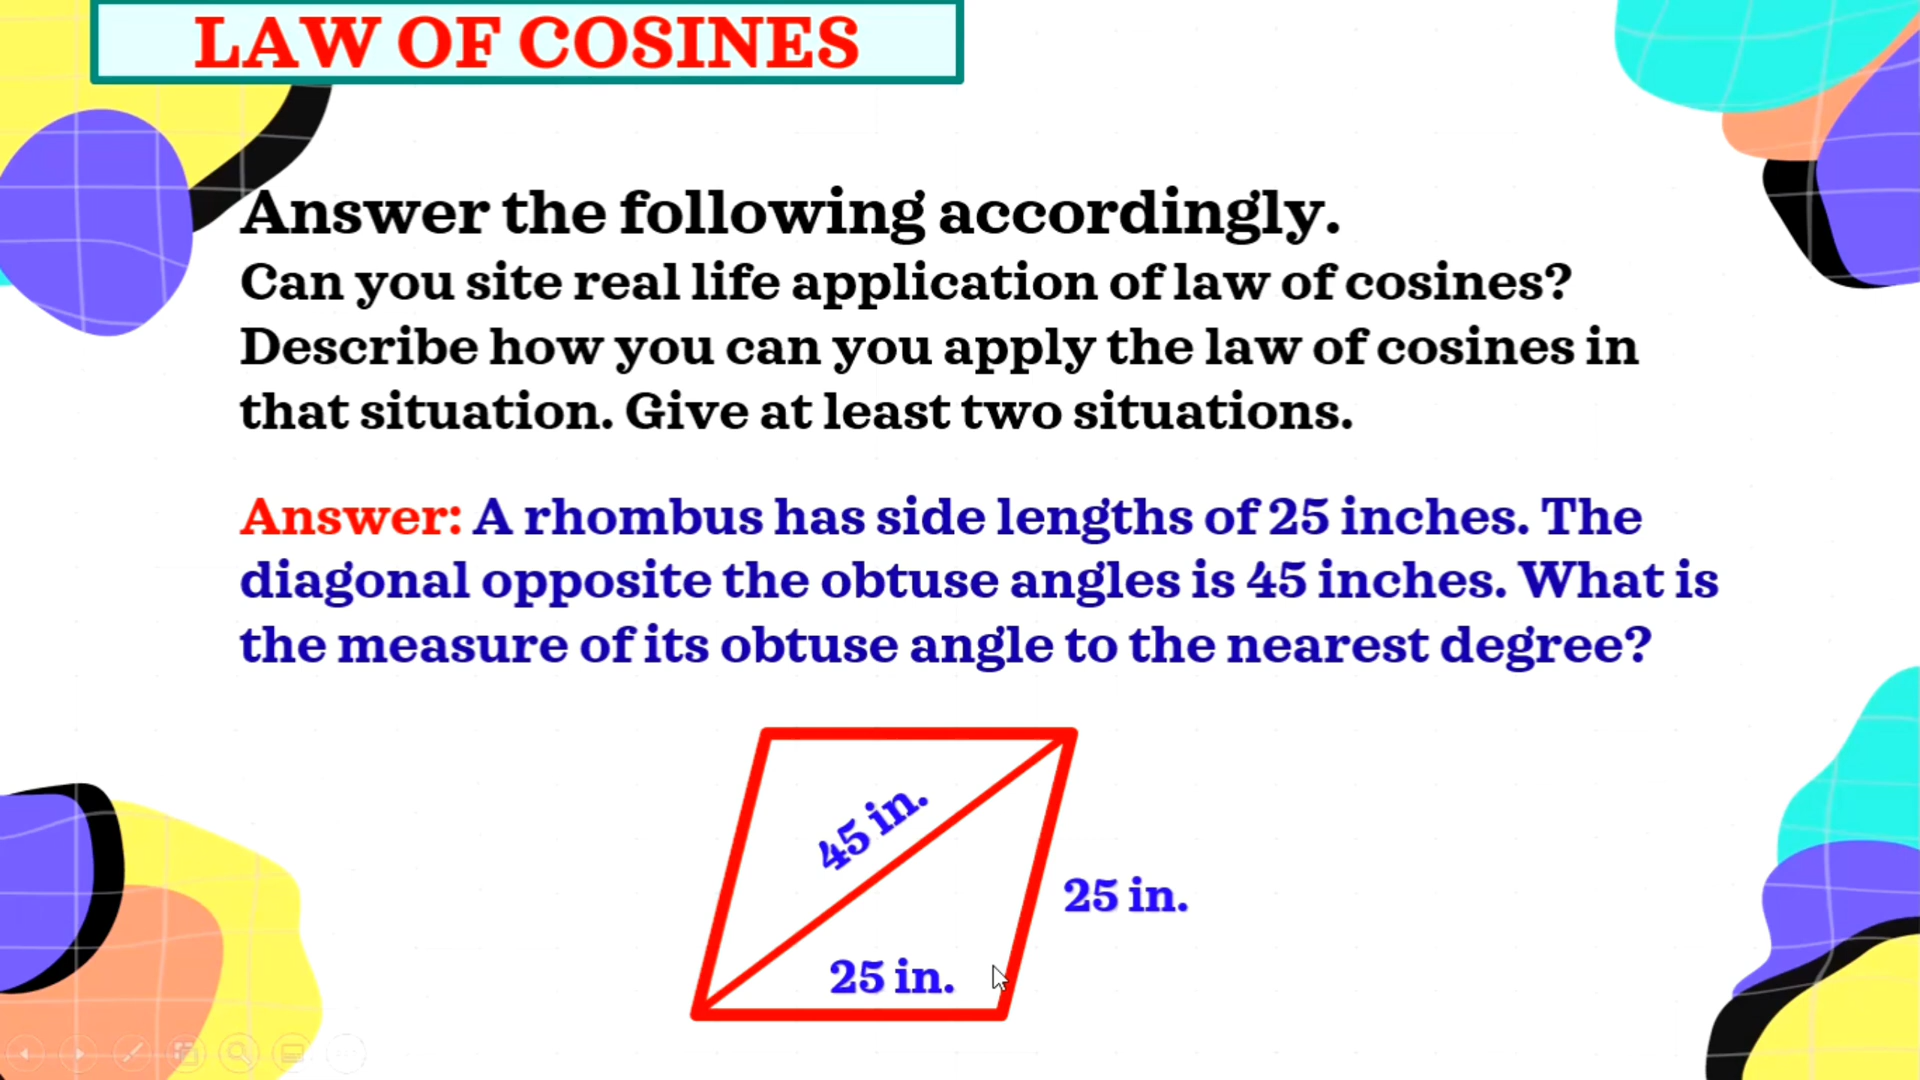 LAW OF COSINES
Answer the following accordingly.
Can you site real life application of law of cosines?
Describe how you can you apply the law of cosines in
that situation. Give at least two situations.
Answer: A rhombus has side lengths of 25 inches. The
diagonal opposite the obtuse angles is 45 inches. What is
the measure of its obtuse angle to the nearest degree?
45 in.
25 in.
25 in.